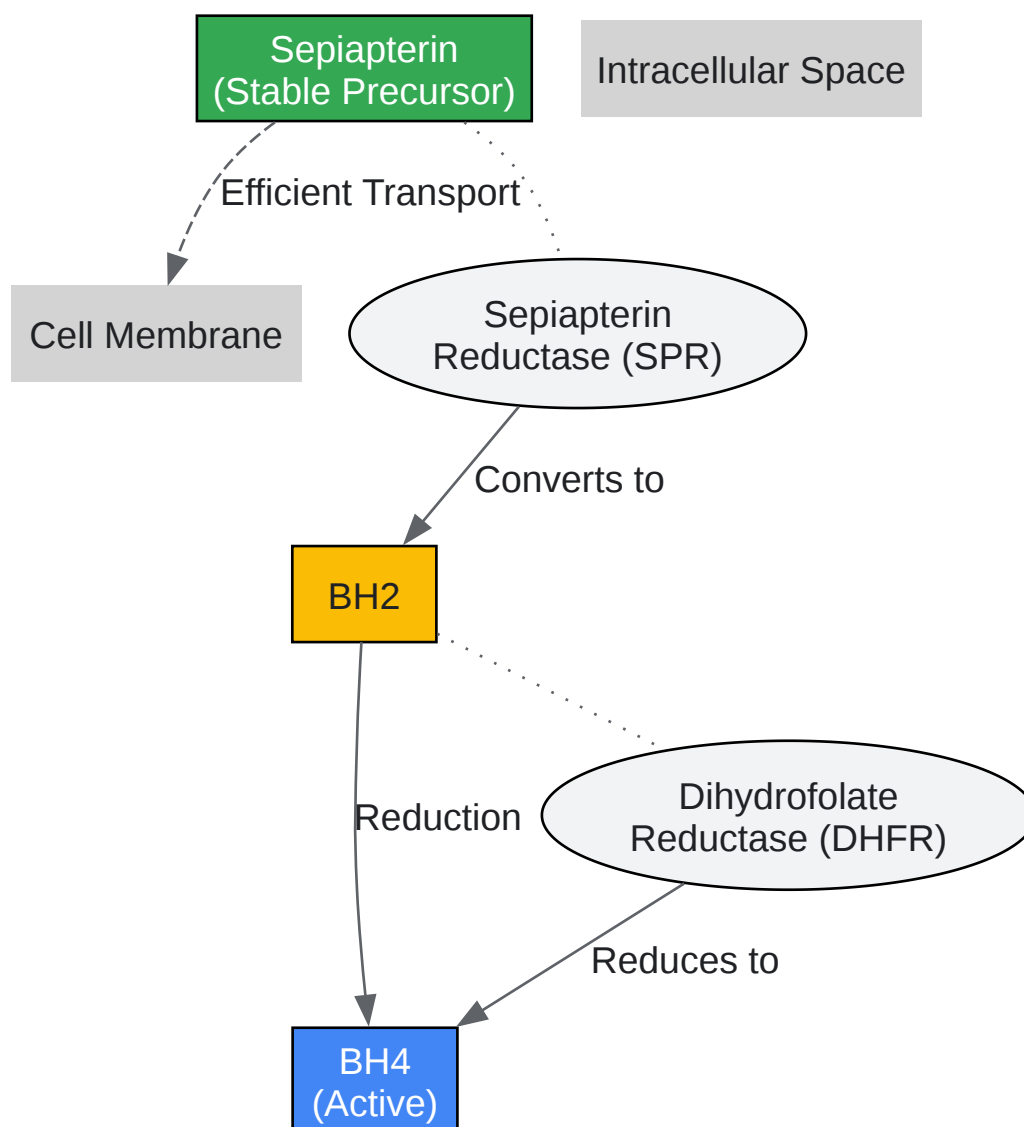 Sepiapterin
(Stable Precursor)
Intracellular Space
Efficient Transport
Cell Membrane
Sepiapterin
Reductase (SPR)
Converts to
BH2
Reduction
Dihydrofolate
Reductase (DHFR)
Reduces to
BH4
(Active)